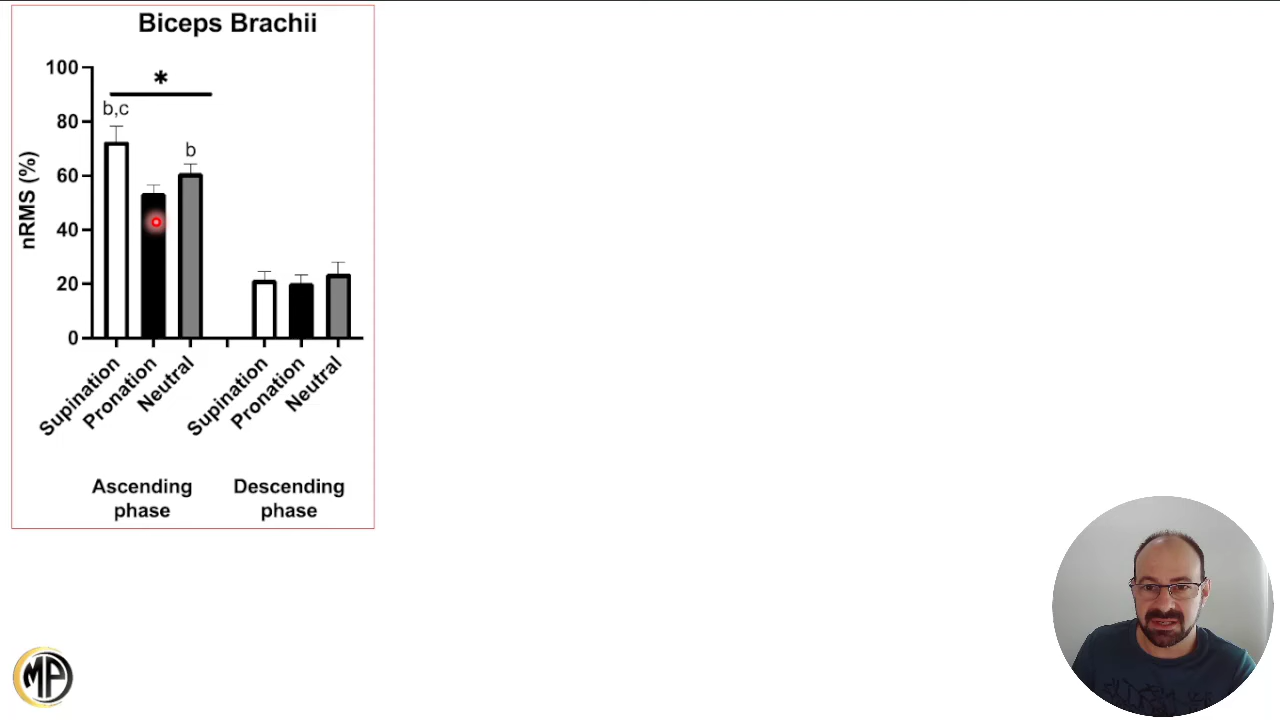 Biceps Brachii
100
*
b,c
80
b
60
nRMS (%)
40
20
0
Supination
Pronation
Neutral
Supination
Pronation
Neutral
Ascending
phase
Descending
phase
MP